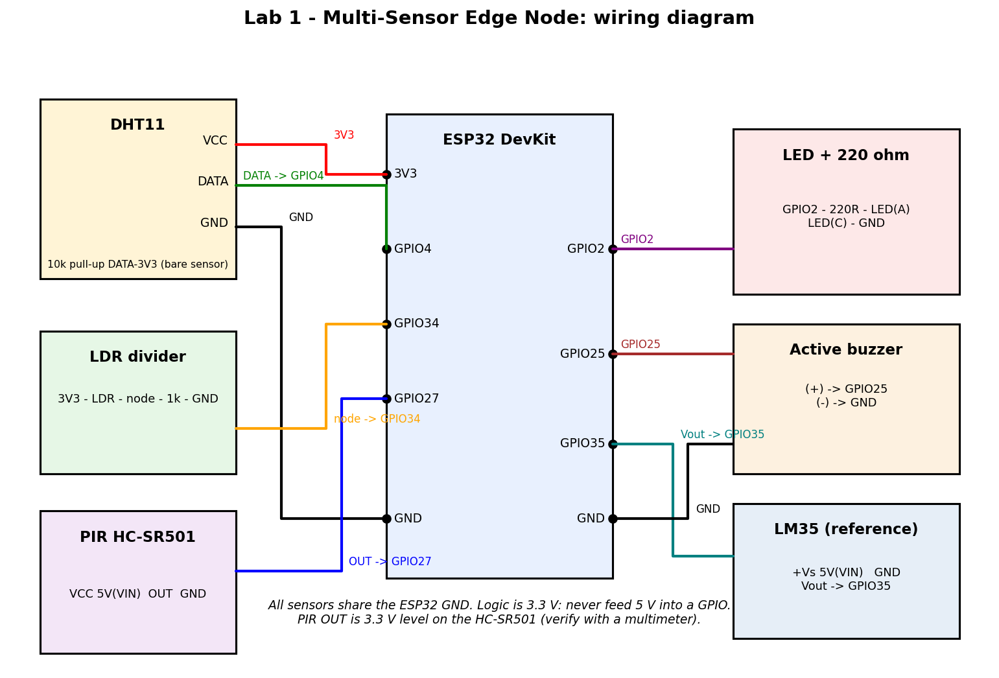 Lab 1 - Multi-Sensor Edge Node: wiring diagram
DHT11
VCC
DATA
GND
10k pull-up DATA-3V3 (bare sensor)
3V3
DATA -> GPIO4
GND
LDR divider
3V3 - LDR - node - 1k - GND
node -> GPIO34
PIR HC-SR501
VCC 5V(VIN)  OUT  GND
OUT -> GPIO27
ESP32 DevKit
3V3
GPIO4
GPIO34
GPIO27
GND
GPIO2
GPIO25
GPIO35
GND
GPIO2
GPIO25
Vout -> GPIO35
GND
LED + 220 ohm
GPIO2 - 220R - LED(A)
LED(C) - GND
Active buzzer
(+) -> GPIO25
(-) -> GND
LM35 (reference)
+Vs 5V(VIN)   GND
Vout -> GPIO35
All sensors share the ESP32 GND. Logic is 3.3 V: never feed 5 V into a GPIO.
PIR OUT is 3.3 V level on the HC-SR501 (verify with a multimeter).